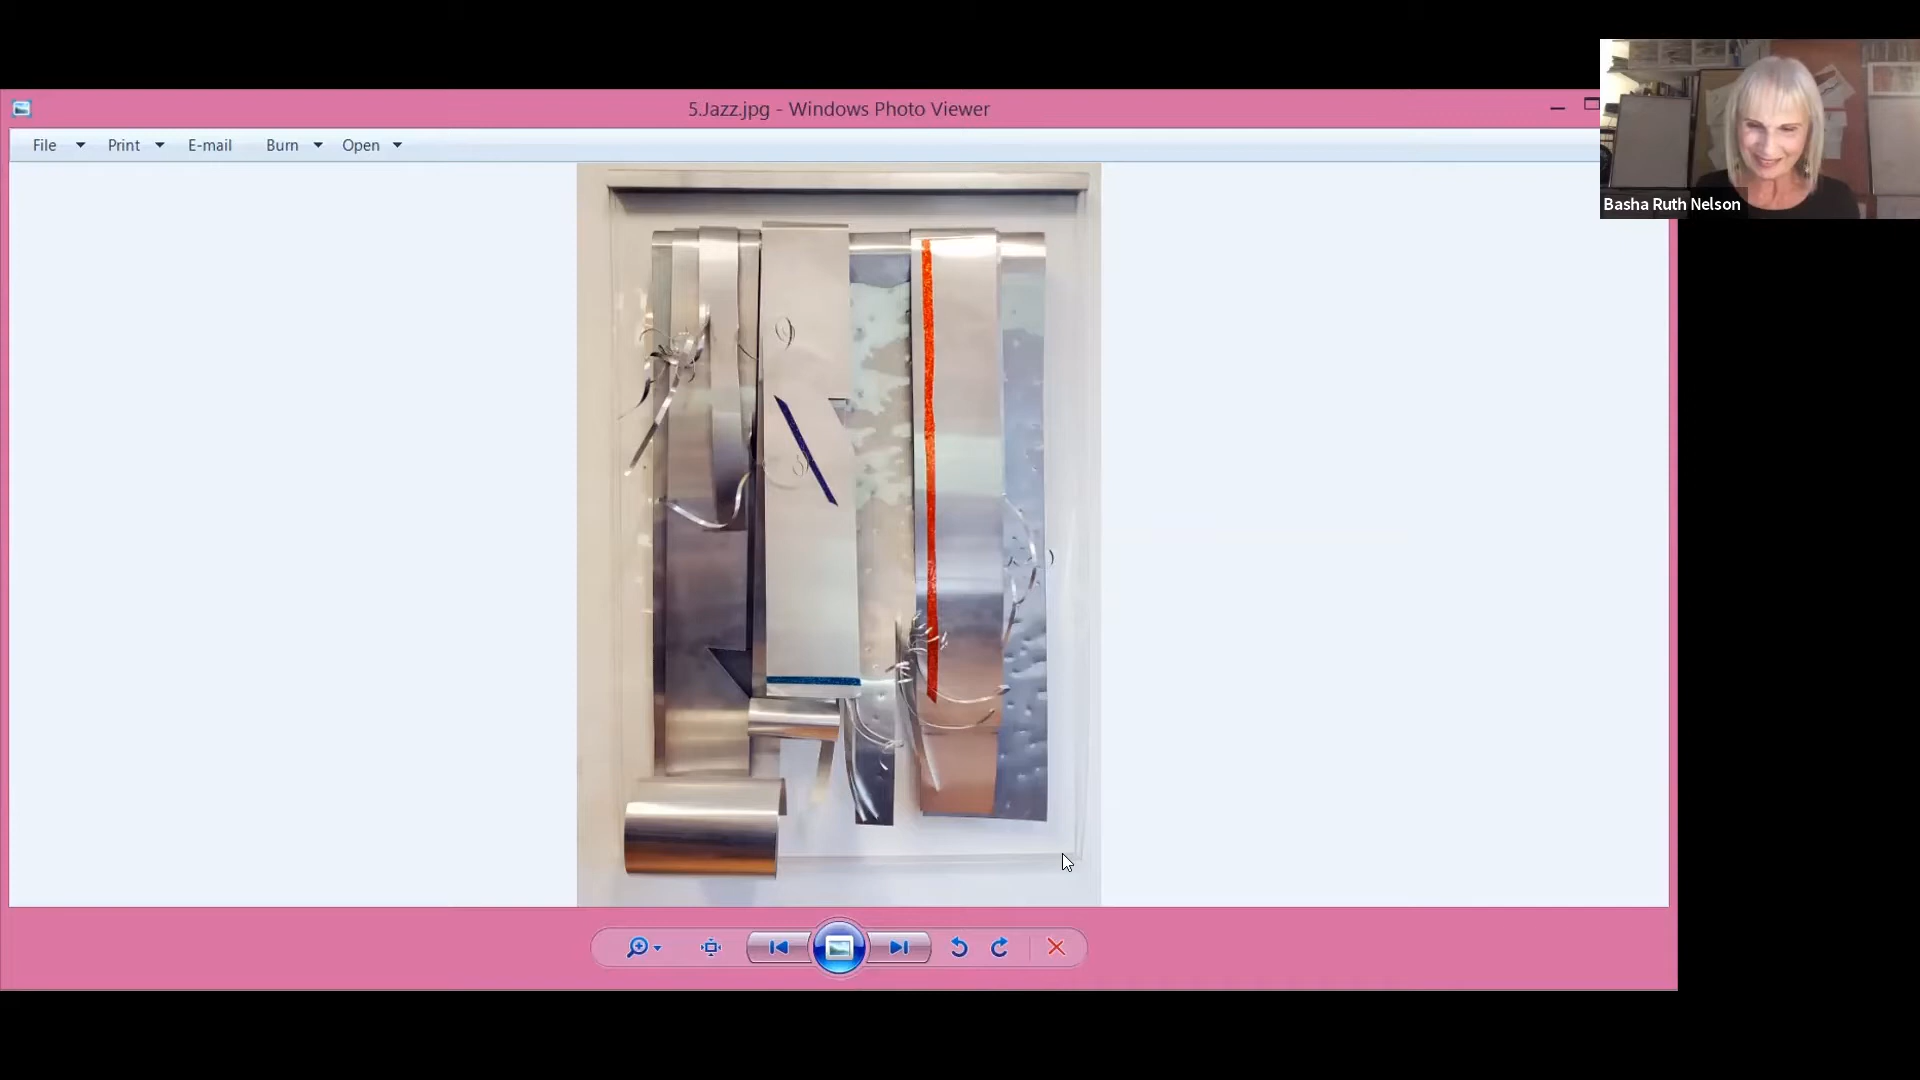 5.Jazz.jpg - Windows Photo Viewer
File Print E-mail Burn Open
Basha Ruth Nelson